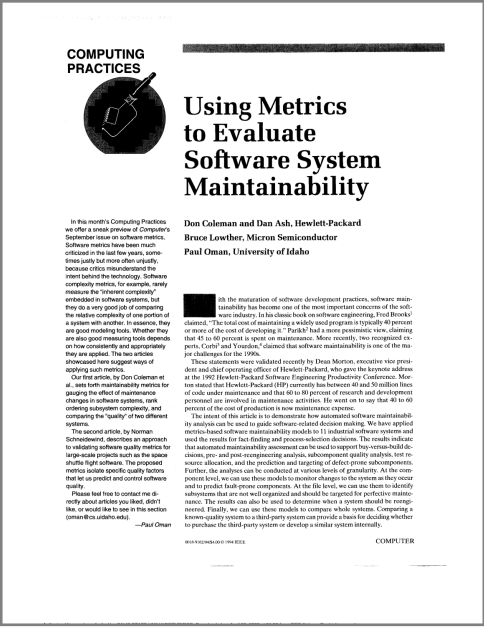 COMPUTING
PRACTICES
Using Metrics
to Evaluate
Software System
Maintainability
Don Coleman and Dan Ash, Hewlett-Packard
Bruce Lowther, Micron Semiconductor
Paul Oman, University of Idaho
In this month's Computing Practices
we offer a sneak preview of Computer's
September issue on software metrics.
Software metrics have been much
criticized in the last few years, some-
times justly but more often unjustly,
because critics misunderstand the
intent behind the technology. Software
complexity metrics, for example, rarely
measure the "inherent complexity"
embedded in software systems, but
they do a very good job of comparing
the relative complexity of one portion of
a system with another. In essence, they
are good modeling tools. Whether they
are also good measuring tools depends
on how consistently and appropriately
they are applied. The two articles
showcased here suggest ways of
applying such metrics.
Our first article, by Don Coleman et
al., sets forth maintainability metrics for
gauging the effect of maintenance
changes in software systems, rank
ordering subsystem complexity, and
comparing the "quality" of two different
systems.
The second article, by Norman
Schneidewind, describes an approach
to validating software quality metrics for
large-scale projects such as the space
shuttle flight software. The proposed
metrics isolate specific quality factors
that let us predict and control software
quality.
Please feel free to contact me di-
rectly about articles you liked, didn't
like, or would like to see in this section
(oman@cs.uidaho.edu).
—Paul Oman
ith the maturation of software development practices, software main-
tainability has become one of the most important concerns of the soft-
ware industry. In his classic book on software engineering, Fred Brooks¹
claimed, "The total cost of maintaining a widely used program is typically 40 percent
or more of the cost of developing it." Parikh² had a more pessimistic view, claiming
that 45 to 60 percent is spent on maintenance. More recently, two recognized ex-
perts, Corbi³ and Yourdon,⁴ claimed that software maintainability is one of the ma-
jor challenges for the 1990s.
These statements were validated recently by Dean Morton, executive vice presi-
dent and chief operating officer of Hewlett-Packard, who gave the keynote address
at the 1992 Hewlett-Packard Software Engineering Productivity Conference. Mor-
ton stated that Hewlett-Packard (HP) currently has between 40 and 50 million lines
of code under maintenance and that 60 to 80 percent of research and development
personnel are involved in maintenance activities. He went on to say that 40 to 60
percent of the cost of production is now maintenance expense.
The intent of this article is to demonstrate how automated software maintainabil-
ity analysis can be used to guide software-related decision making. We have applied
metrics-based software maintainability models to 11 industrial software systems and
used the results for fact-finding and process-selection decisions. The results indicate
that automated maintainability assessment can be used to support buy-versus-build de-
cisions, pre- and post-reengineering analysis, subcomponent quality analysis, test re-
source allocation, and the prediction and targeting of defect-prone subcomponents.
Further, the analyses can be conducted at various levels of granularity. At the com-
ponent level, we can use these models to monitor changes to the system as they occur
and to predict fault-prone components. At the file level, we can use them to identify
subsystems that are not well organized and should be targeted for perfective mainte-
nance. The results can also be used to determine when a system should be reengi-
neered. Finally, we can use these models to compare whole systems. Comparing a
known-quality system to a third-party system can provide a basis for deciding whether
to purchase the third-party system or develop a similar system internally.
0018-9162/94/$4.00 © 1994 IEEE
COMPUTER